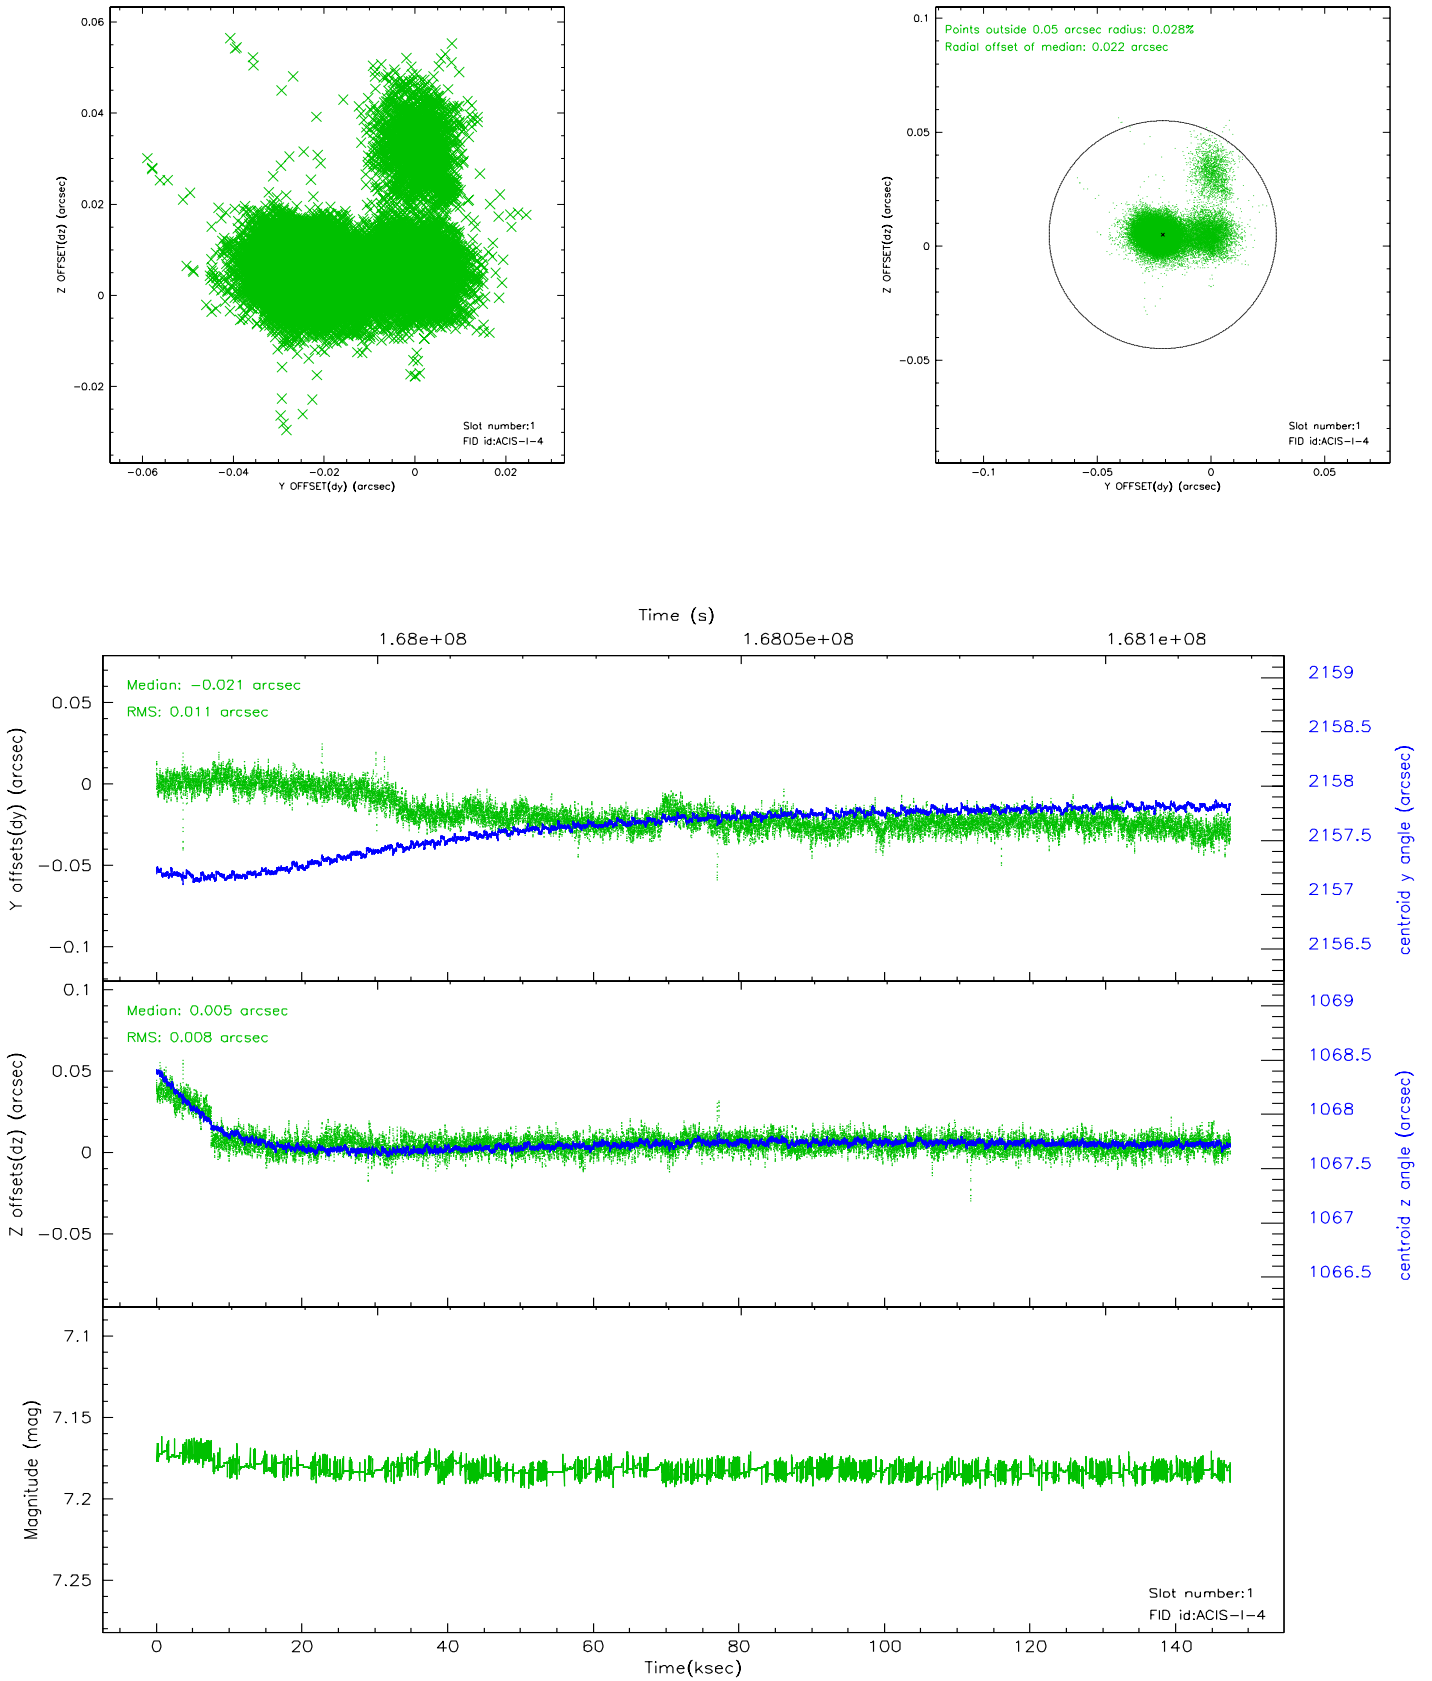 0.06
0.04
0.02
0
−0.02
Z OFFSET(dz) (arcsec)
−0.06
−0.04
−0.02
0
0.02
Y OFFSET(dy) (arcsec)
Slot number:1
FID id:ACIS−I−4
Points outside 0.05 arcsec radius: 0.028%
Radial offset of median: 0.022 arcsec
0.1
0.05
0
−0.05
Z OFFSET(dz) (arcsec)
−0.1
−0.05
0
0.05
Y OFFSET(dy) (arcsec)
Slot number:1
FID id:ACIS−I−4
Time (s)
1.68e+08
1.6805e+08
1.681e+08
Median: −0.021 arcsec
RMS: 0.011 arcsec
0.05
0
−0.05
−0.1
Y offsets(dy) (arcsec)
2159
2158.5
2158
2157.5
2157
2156.5
centroid y angle (arcsec)
Median: 0.005 arcsec
RMS: 0.008 arcsec
0.1
0.05
0
−0.05
Z offsets(dz) (arcsec)
1069
1068.5
1068
1067.5
1067
1066.5
centroid z angle (arcsec)
7.1
7.15
7.2
7.25
Magnitude (mag)
Slot number:1
FID id:ACIS−I−4
0
20
40
60
80
100
120
140
Time(ksec)